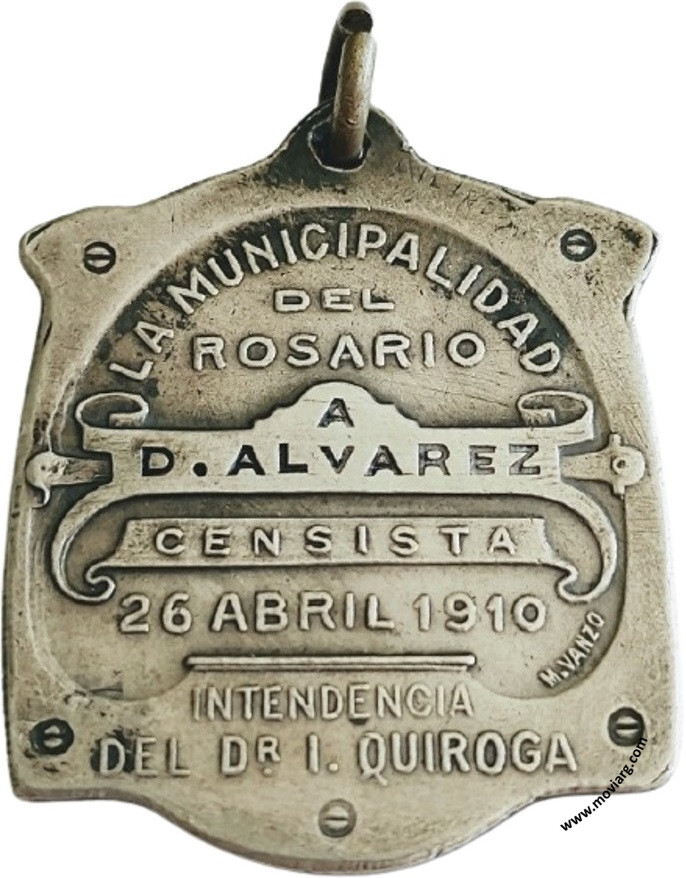 LA MUNICIPALIDAD
DEL
ROSARIO
A
D. ALVAREZ
CENSISTA
26 ABRIL 1910
M. VANZO
INTENDENCIA
DEL DR I. QUIROGA
www.moviarg.com